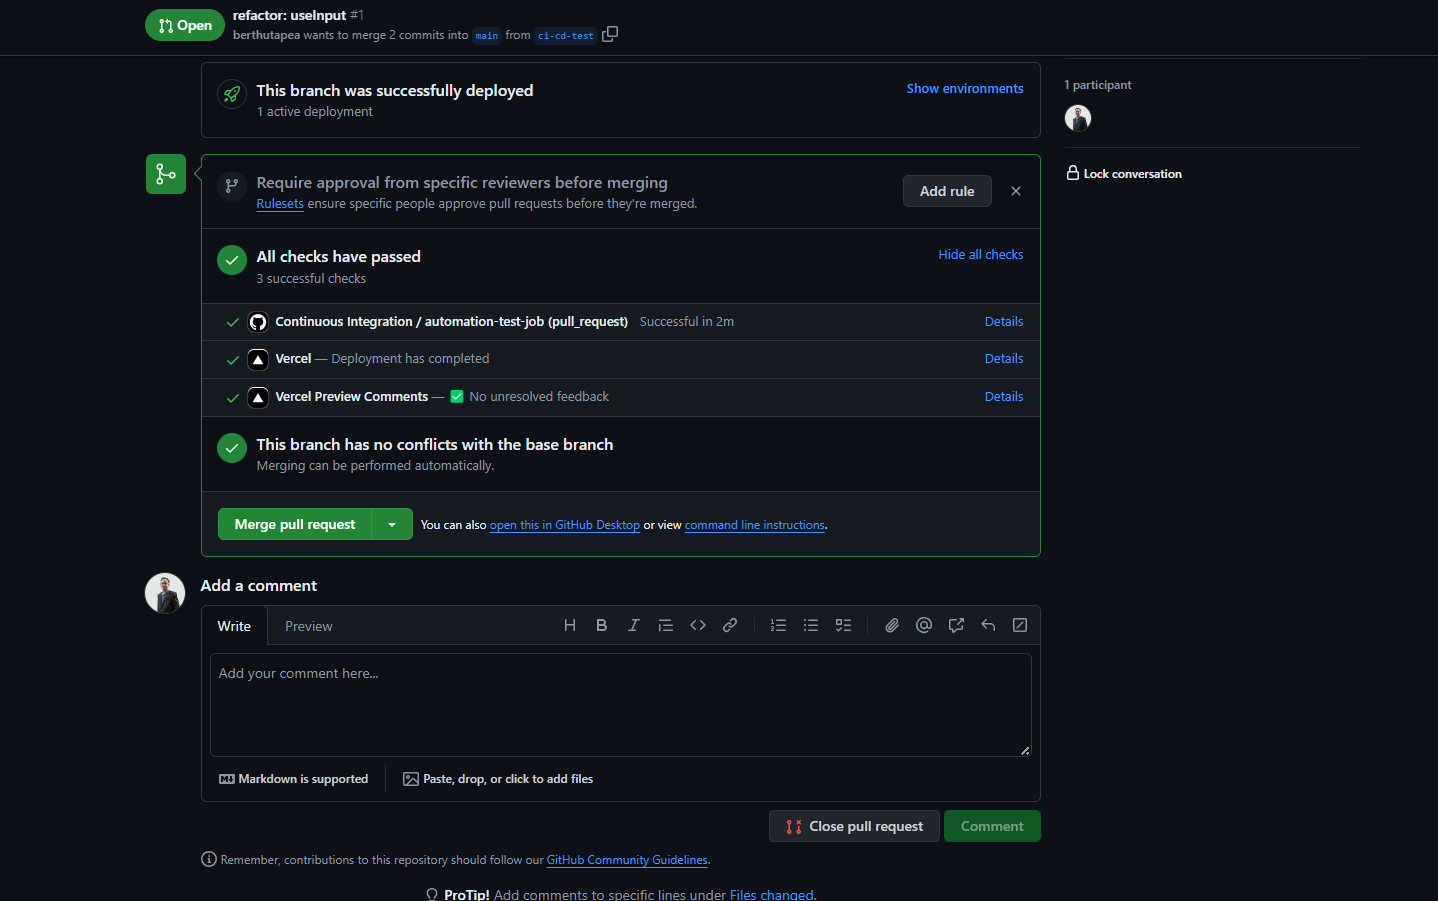 Open
refactor: useInput #1
berthutapea wants to merge 2 commits into main from ci-cd-test
This branch was successfully deployed
1 active deployment
Show environments
1 participant
Lock conversation
Require approval from specific reviewers before merging
Rulesets ensure specific people approve pull requests before they're merged.
Add rule
All checks have passed
3 successful checks
Hide all checks
Continuous Integration / automation-test-job (pull_request) Successful in 2m
Details
Vercel — Deployment has completed
Details
Vercel Preview Comments — ✅ No unresolved feedback
Details
This branch has no conflicts with the base branch
Merging can be performed automatically.
Merge pull request
You can also open this in GitHub Desktop or view command line instructions.
Add a comment
Write
Preview
Add your comment here...
Markdown is supported
Paste, drop, or click to add files
Close pull request
Comment
Remember, contributions to this repository should follow our GitHub Community Guidelines.
ProTip! Add comments to specific lines under Files changed.